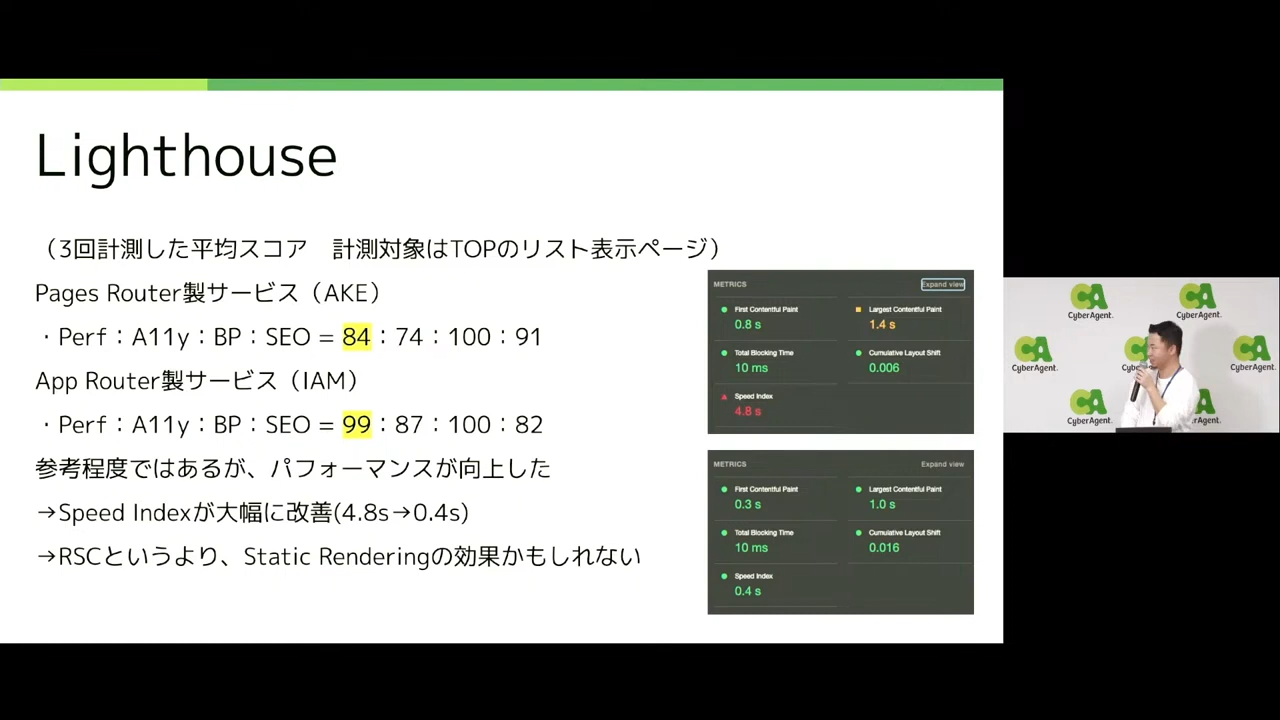 Lighthouse
（3回計測した平均スコア　計測対象はTOPのリスト表示ページ）
Pages Router製サービス（AKE）
・Perf：A11y：BP：SEO = 84：74：100：91
App Router製サービス（IAM）
・Perf：A11y：BP：SEO = 99：87：100：82
参考程度ではあるが、パフォーマンスが向上した
→Speed Indexが大幅に改善(4.8s→0.4s)
→RSCというより、Static Renderingの効果かもしれない
METRICS
Expand view
First Contentful Paint
0.8 s
Largest Contentful Paint
1.4 s
Total Blocking Time
10 ms
Cumulative Layout Shift
0.006
Speed Index
4.8 s
METRICS
Expand view
First Contentful Paint
0.3 s
Largest Contentful Paint
1.0 s
Total Blocking Time
10 ms
Cumulative Layout Shift
0.016
Speed Index
0.4 s
CyberAgent.
CyberAgent.
CyberAgent.
CyberAgent.
CyberAgent.